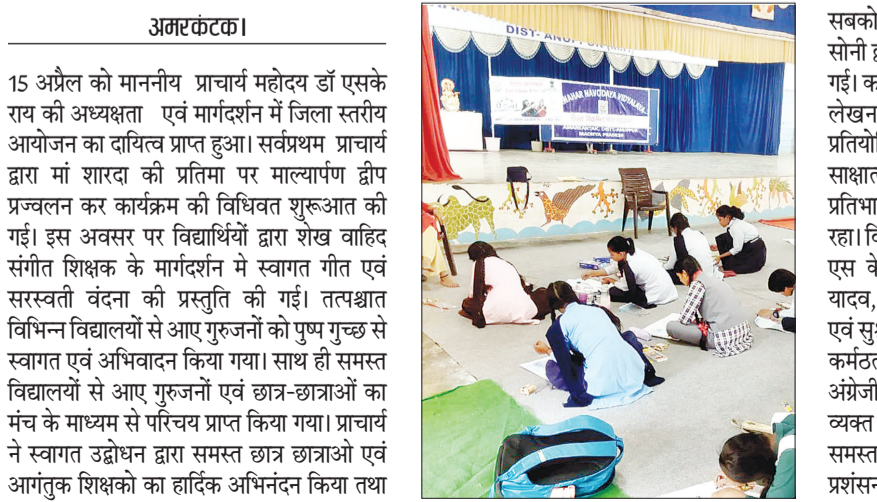 अमरकंटक।
15 अप्रैल को माननीय प्राचार्य महोदय डॉ एसके
राय की अध्यक्षता एवं मार्गदर्शन में जिला स्तरीय
आयोजन का दायित्व प्राप्त हुआ। सर्वप्रथम प्राचार्य
द्वारा मां शारदा की प्रतिमा पर माल्यार्पण द्वीप
प्रज्वलन कर कार्यक्रम की विधिवत शुरूआत की
गई। इस अवसर पर विद्यार्थियों द्वारा शेख वाहिद
संगीत शिक्षक के मार्गदर्शन मे स्वागत गीत एवं
सरस्वती वंदना की प्रस्तुति की गई। तत्पश्चात
विभिन्न विद्यालयों से आए गुरुजनों को पुष्प गुच्छ से
स्वागत एवं अभिवादन किया गया। साथ ही समस्त
विद्यालयों से आए गुरुजनों एवं छात्र-छात्राओं का
मंच के माध्यम से परिचय प्राप्त किया गया। प्राचार्य
ने स्वागत उद्बोधन द्वारा समस्त छात्र छात्राओ एवं
आगंतुक शिक्षको का हार्दिक अभिनंदन किया तथा
DIST- ANUPPUR
NAVODAYA VIDYALAYA
MADHYA PRADESH
सबको
सोनी
गई।
लेखन
प्रतियो
साक्षात
प्रतिभा
रहा।
एस के
यादव,
एवं
कर्मठत
अंग्रेजी
व्यक्त
समस्त
प्रशंसन